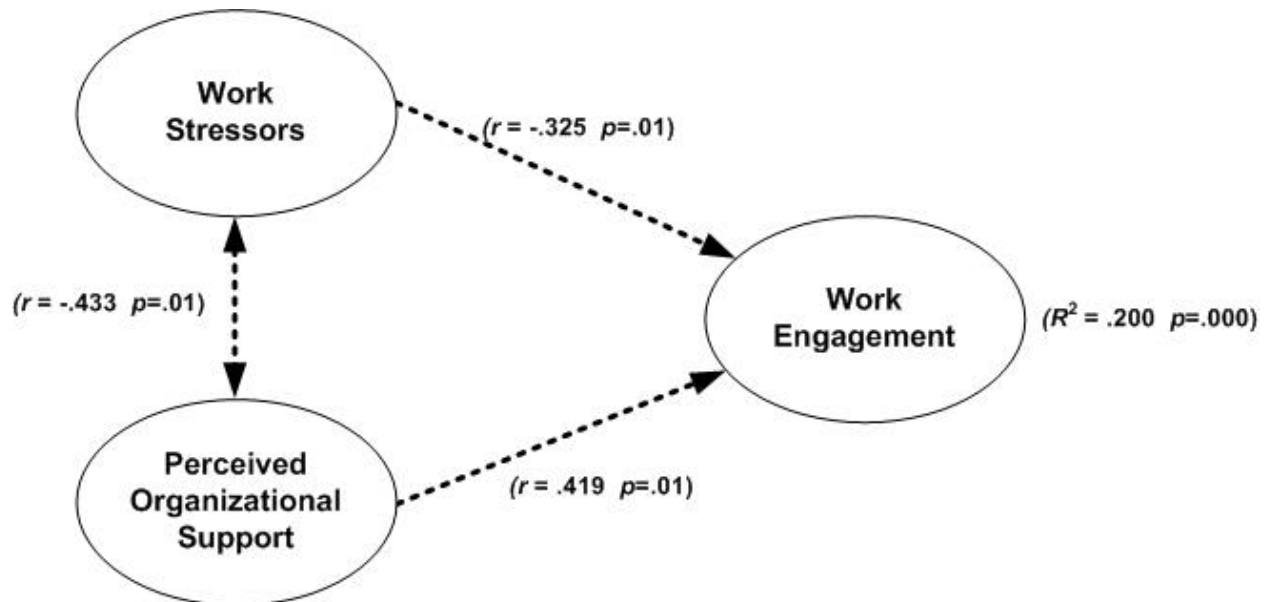 Work
Stressors
(r = -.325 p=.01)
(r = -.433 p=.01)
Work
Engagement
(R² = .200 p=.000)
Perceived
Organizational
Support
(r = .419 p=.01)